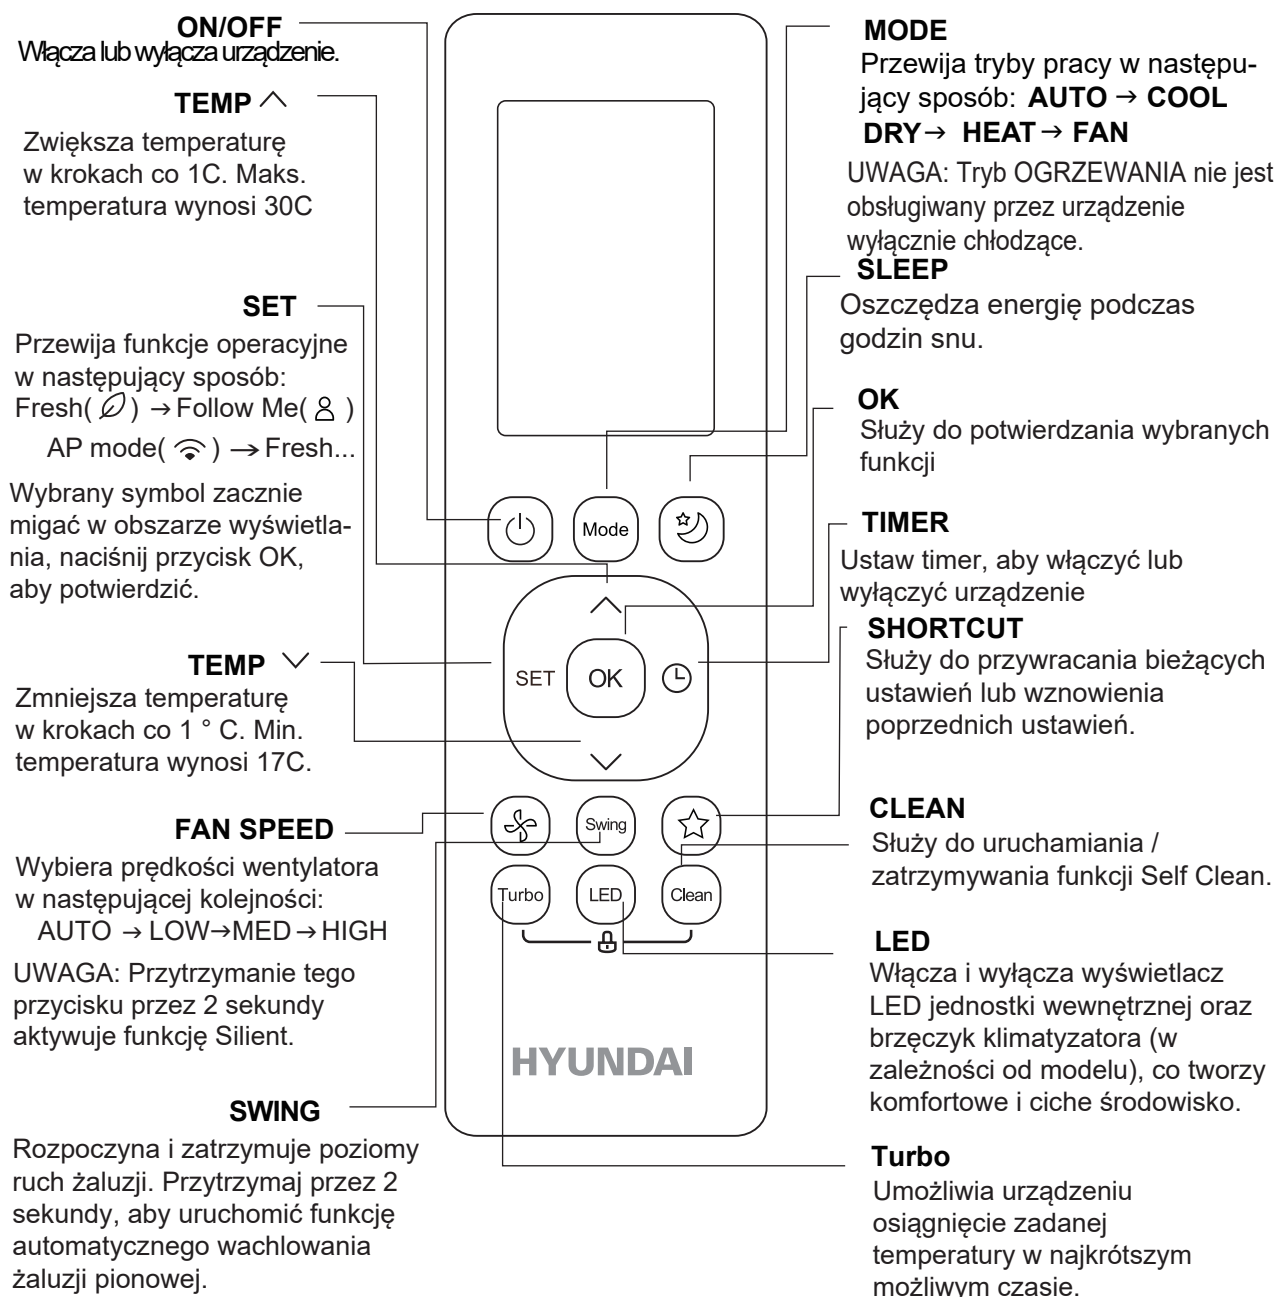 ON/OFF
Włącza lub wyłącza urządzenie.
TEMP
Zwiększa temperaturę
w krokach co 1C. Maks.
temperatura wynosi 30C
SET
Przewija funkcje operacyjne
w następujący sposób:
Fresh( ) → Follow Me( )
AP mode( ) → Fresh...
Wybrany symbol zacznie
migać w obszarze wyświetla-
nia, naciśnij przycisk OK,
aby potwierdzić.
TEMP
Zmniejsza temperaturę
w krokach co 1 ° C. Min.
temperatura wynosi 17C.
FAN SPEED
Wybiera prędkości wentylatora
w następującej kolejności:
AUTO → LOW→MED → HIGH
UWAGA: Przytrzymanie tego
przycisku przez 2 sekundy
aktywuje funkcję Silient.
SWING
Rozpoczyna i zatrzymuje poziomy
ruch żaluzji. Przytrzymaj przez 2
sekundy, aby uruchomić funkcję
automatycznego wachlowania
żaluzji pionowej.
Mode
SET
OK
Swing
Turbo
LED
Clean
HYUNDAI
MODE
Przewija tryby pracy w następu-
jący sposób: AUTO → COOL
DRY→ HEAT→ FAN
UWAGA: Tryb OGRZEWANIA nie jest
obsługiwany przez urządzenie
wyłącznie chłodzące.
SLEEP
Oszczędza energię podczas
godzin snu.
OK
Służy do potwierdzania wybranych
funkcji
TIMER
Ustaw timer, aby włączyć lub
wyłączyć urządzenie
SHORTCUT
Służy do przywracania bieżących
ustawień lub wznowienia
poprzednich ustawień.
CLEAN
Służy do uruchamiania /
zatrzymywania funkcji Self Clean.
LED
Włącza i wyłącza wyświetlacz
LED jednostki wewnętrznej oraz
brzęczyk klimatyzatora (w
zależności od modelu), co tworzy
komfortowe i ciche środowisko.
Turbo
Umożliwia urządzeniu
osiągnięcie zadanej
temperatury w najkrótszym
możliwym czasie.